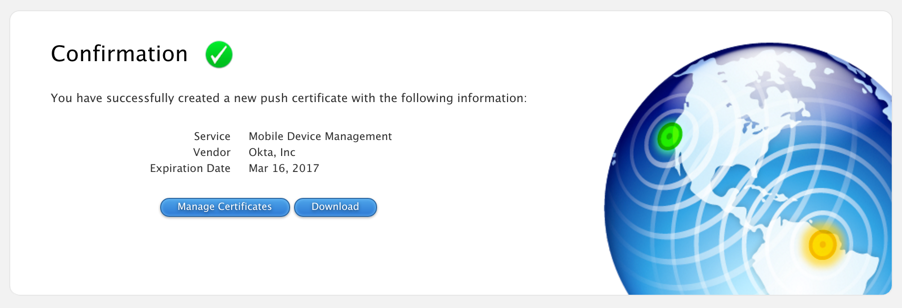 Confirmation
You have successfully created a new push certificate with the following information:
Service Mobile Device Management
Vendor Okta, Inc
Expiration Date Mar 16, 2017
Manage Certificates Download